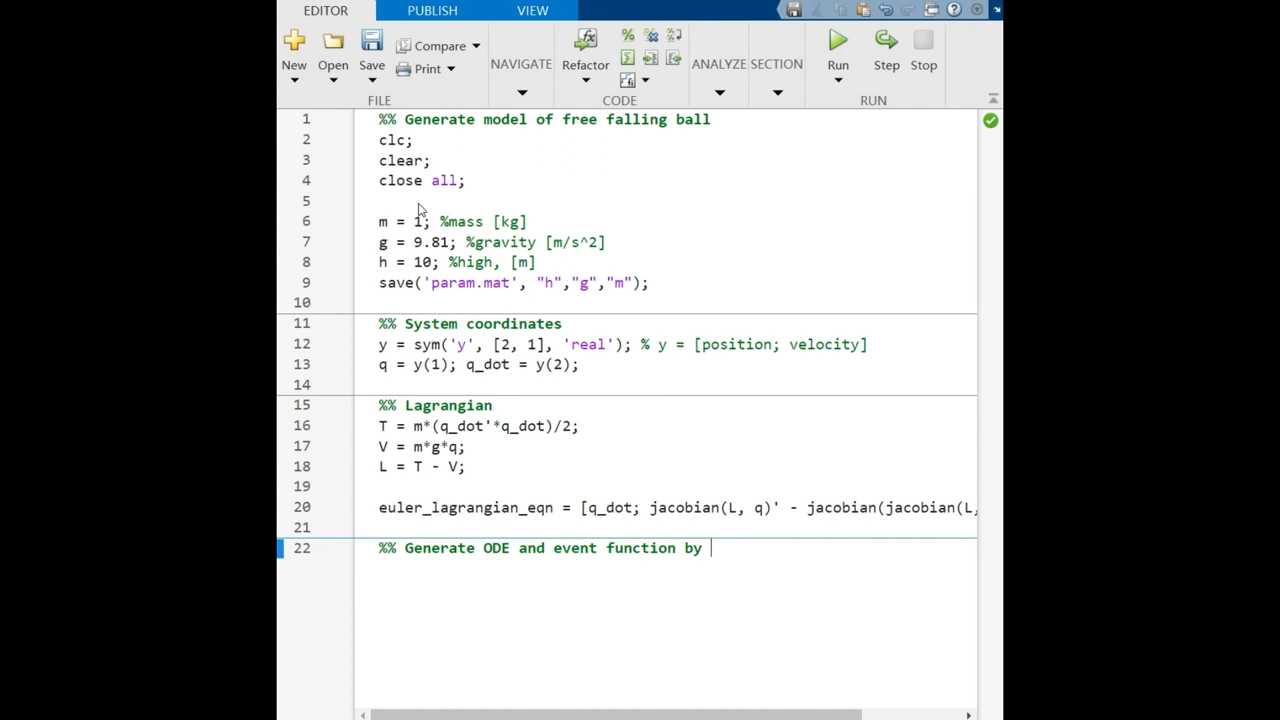 EDITOR PUBLISH VIEW
New Open Save Compare Print NAVIGATE Refactor ANALYZE SECTION Run Step Stop
FILE CODE RUN
1 %% Generate model of free falling ball
2 clc;
3 clear;
4 close all;
5
6 m = 1; %mass [kg]
7 g = 9.81; %gravity [m/s^2]
8 h = 10; %high, [m]
9 save('param.mat', "h","g","m");
10
11 %% System coordinates
12 y = sym('y', [2, 1], 'real'); % y = [position; velocity]
13 q = y(1); q_dot = y(2);
14
15 %% Lagrangian
16 T = m*(q_dot'*q_dot)/2;
17 V = m*g*q;
18 L = T - V;
19
20 euler_lagrangian_eqn = [q_dot; jacobian(L, q)' - jacobian(jacobian(L,
21
22 %% Generate ODE and event function by